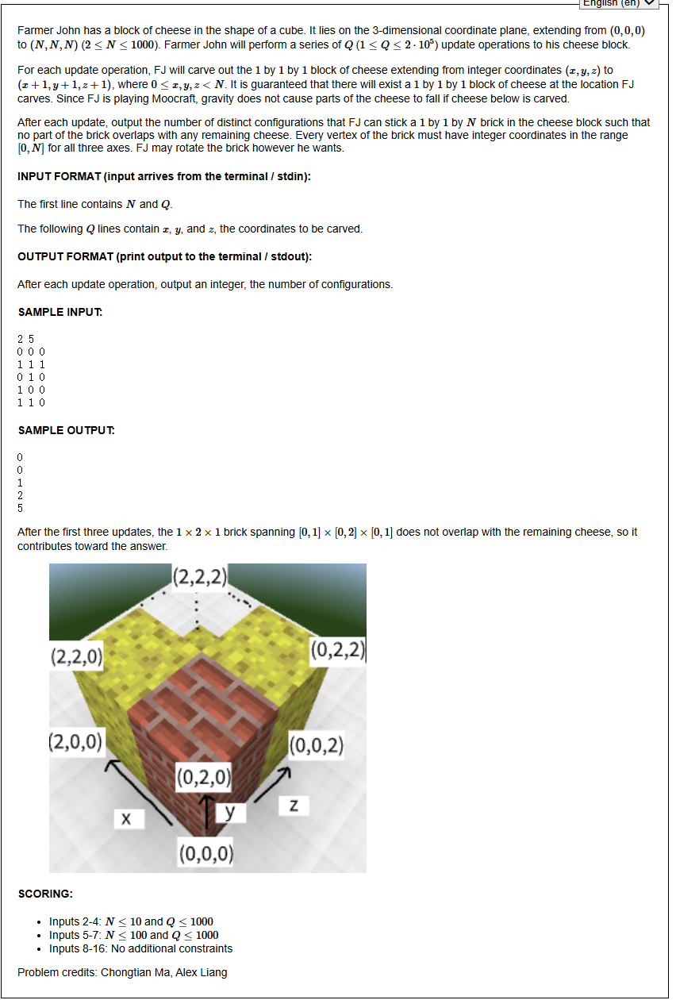 English (en)
Farmer John has a block of cheese in the shape of a cube. It lies on the 3-dimensional coordinate plane, extending from (0, 0, 0)
to (N, N, N) (2 ≤ N ≤ 1000). Farmer John will perform a series of Q (1 ≤ Q ≤ 2 · 10⁵) update operations to his cheese block.
For each update operation, FJ will carve out the 1 by 1 by 1 block of cheese extending from integer coordinates (x, y, z) to
(x + 1, y + 1, z + 1), where 0 ≤ x, y, z < N. It is guaranteed that there will exist a 1 by 1 by 1 block of cheese at the location FJ
carves. Since FJ is playing Moocraft, gravity does not cause parts of the cheese to fall if cheese below is carved.
After each update, output the number of distinct configurations that FJ can stick a 1 by 1 by N brick in the cheese block such that
no part of the brick overlaps with any remaining cheese. Every vertex of the brick must have integer coordinates in the range
[0, N] for all three axes. FJ may rotate the brick however he wants.
INPUT FORMAT (input arrives from the terminal / stdin):
The first line contains N and Q.
The following Q lines contain x, y, and z, the coordinates to be carved.
OUTPUT FORMAT (print output to the terminal / stdout):
After each update operation, output an integer, the number of configurations.
SAMPLE INPUT:
2 5
0 0 0
1 1 1
0 1 0
1 0 0
1 1 0
SAMPLE OUTPUT:
0
0
1
2
5
After the first three updates, the 1 × 2 × 1 brick spanning [0, 1] × [0, 2] × [0, 1] does not overlap with the remaining cheese, so it
contributes toward the answer.
(2,2,2)
(2,2,0)
(0,2,2)
(2,0,0)
(0,0,2)
(0,2,0)
x
y
z
(0,0,0)
SCORING:
• Inputs 2-4: N ≤ 10 and Q ≤ 1000
• Inputs 5-7: N ≤ 100 and Q ≤ 1000
• Inputs 8-16: No additional constraints
Problem credits: Chongtian Ma, Alex Liang